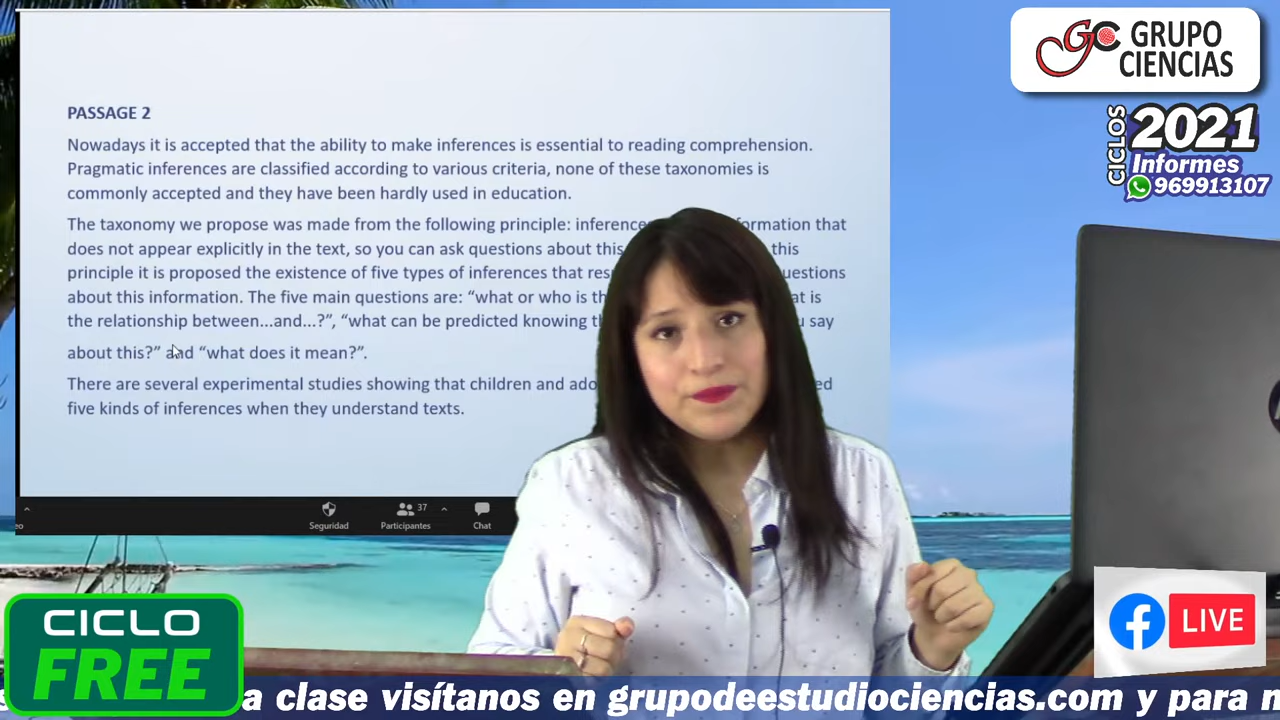 PASSAGE 2
Nowadays it is accepted that the ability to make inferences is essential to reading comprehension.
Pragmatic inferences are classified according to various criteria, none of these taxonomies is
commonly accepted and they have been hardly used in education.
The taxonomy we propose was made from the following principle: that
does not appear explicitly in the text, so you can ask questions about this this
principle it is proposed the existence of five types of inferences that
about this information. The five main questions are: "what or who is is
the relationship between...and...?", "what can be predicted knowing say
about this?" and "what does it mean?".
There are several experimental studies showing that children and
five kinds of inferences when they understand texts.
37
Seguridad
Participantes
Chat
GC GRUPO
CIENCIAS
CICLOS
2021
Informes
969913107
CICLO
FREE
LIVE
a clase visítanos en grupodeestudiociencias.com y para